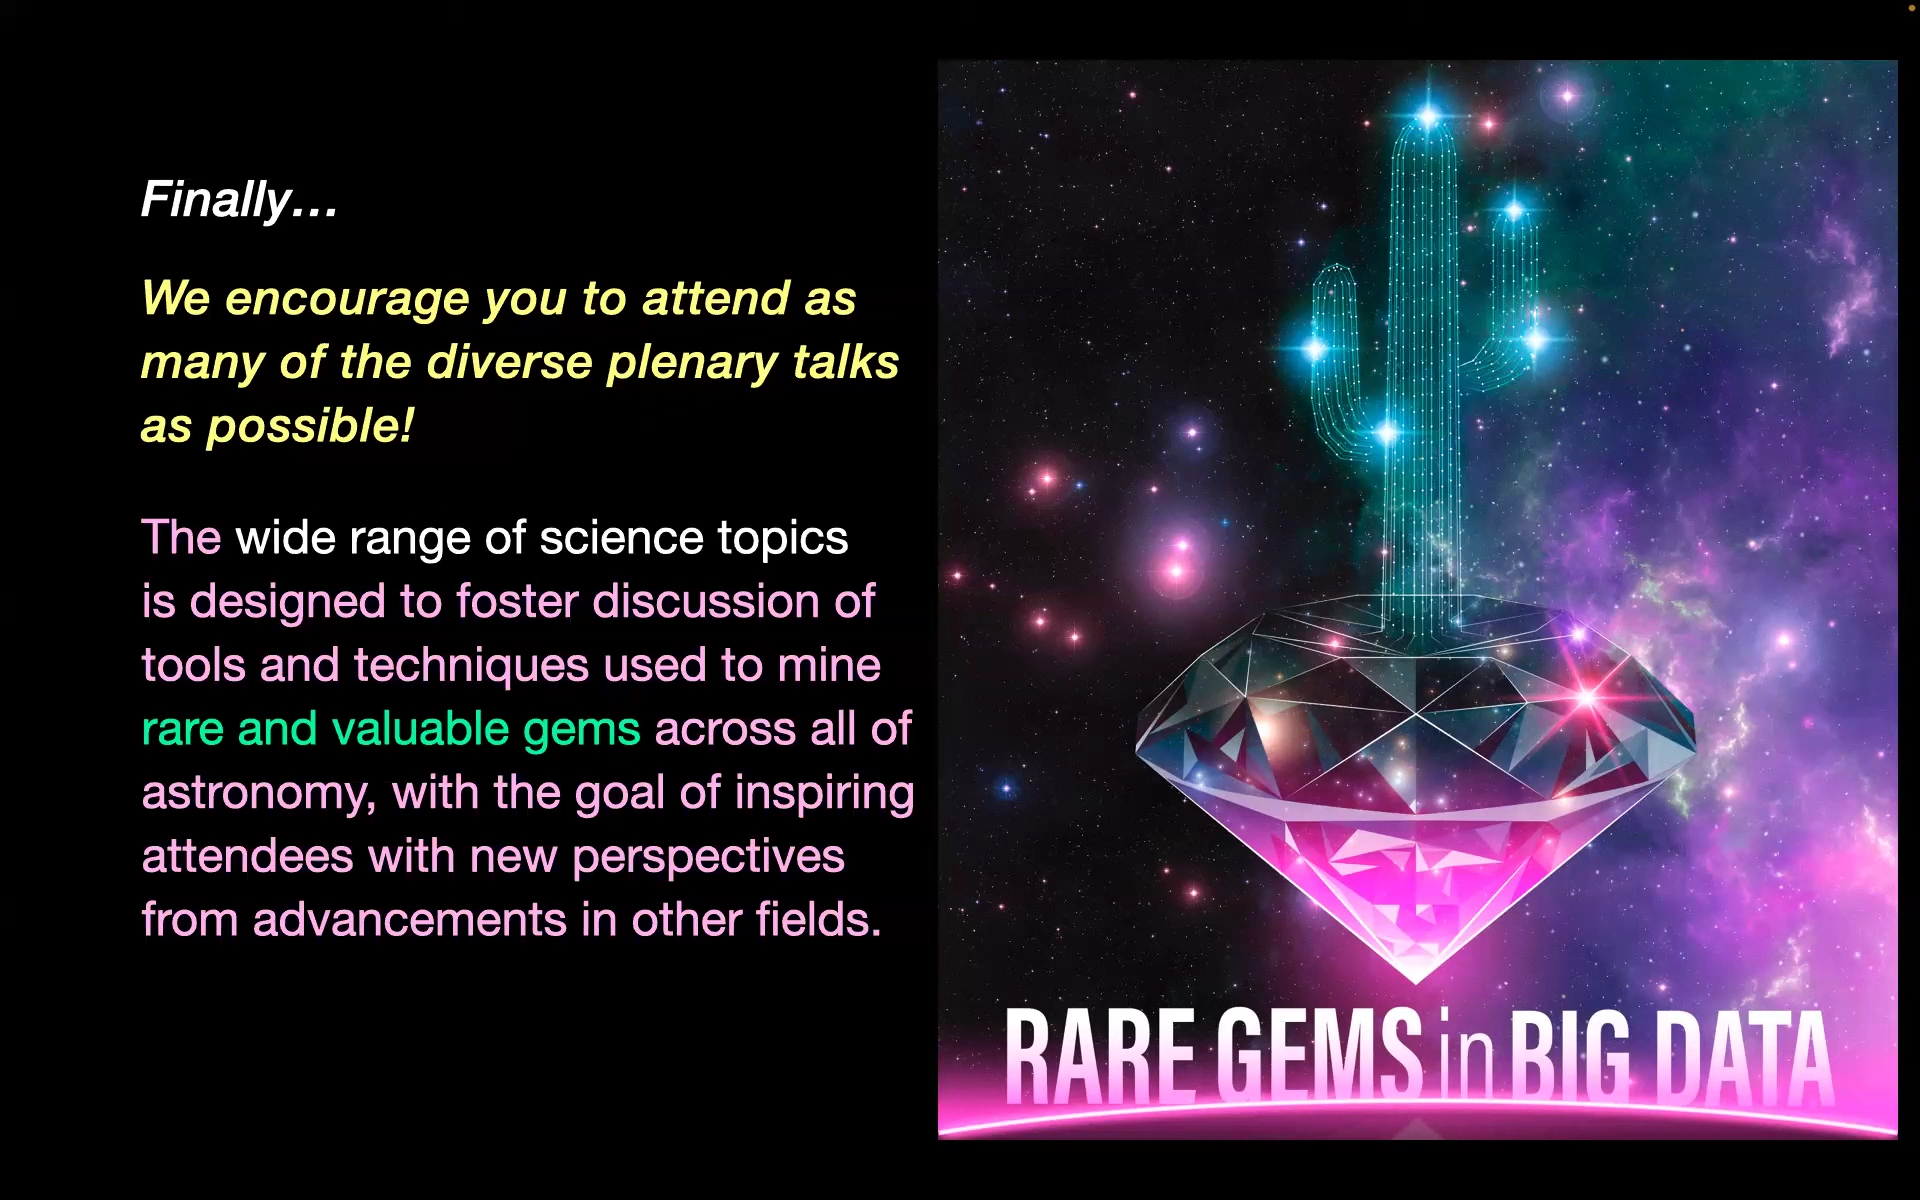 Finally…
We encourage you to attend as
many of the diverse plenary talks
as possible!
The wide range of science topics
is designed to foster discussion of
tools and techniques used to mine
rare and valuable gems across all of
astronomy, with the goal of inspiring
attendees with new perspectives
from advancements in other fields.
RARE GEMS in BIG DATA